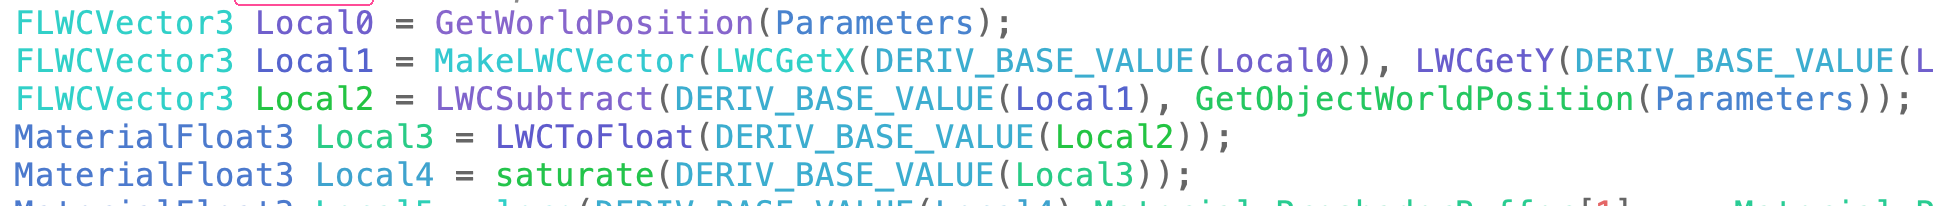 FLWCVector3 Local0 = GetWorldPosition(Parameters);
FLWCVector3 Local1 = MakeLWCVector(LWCGetX(DERIV_BASE_VALUE(Local0)), LWCGetY(DERIV_BASE_VALUE(L
FLWCVector3 Local2 = LWCSubtract(DERIV_BASE_VALUE(Local1), GetObjectWorldPosition(Parameters));
MaterialFloat3 Local3 = LWCToFloat(DERIV_BASE_VALUE(Local2));
MaterialFloat3 Local4 = saturate(DERIV_BASE_VALUE(Local3));